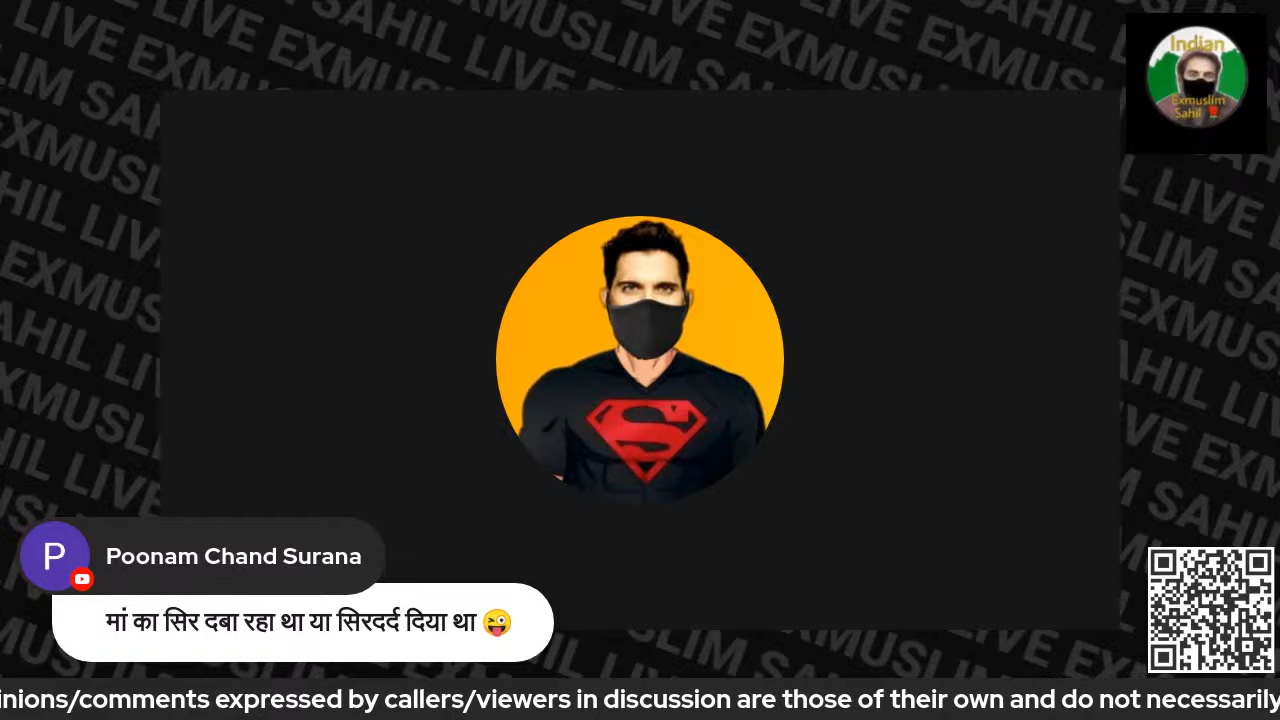 Indian
Exmuslim
Sahil
Poonam Chand Surana
मां का सिर दबा रहा था या सिरदर्द दिया था 😜
inions/comments expressed by callers/viewers in discussion are those of their own and do not necessarily